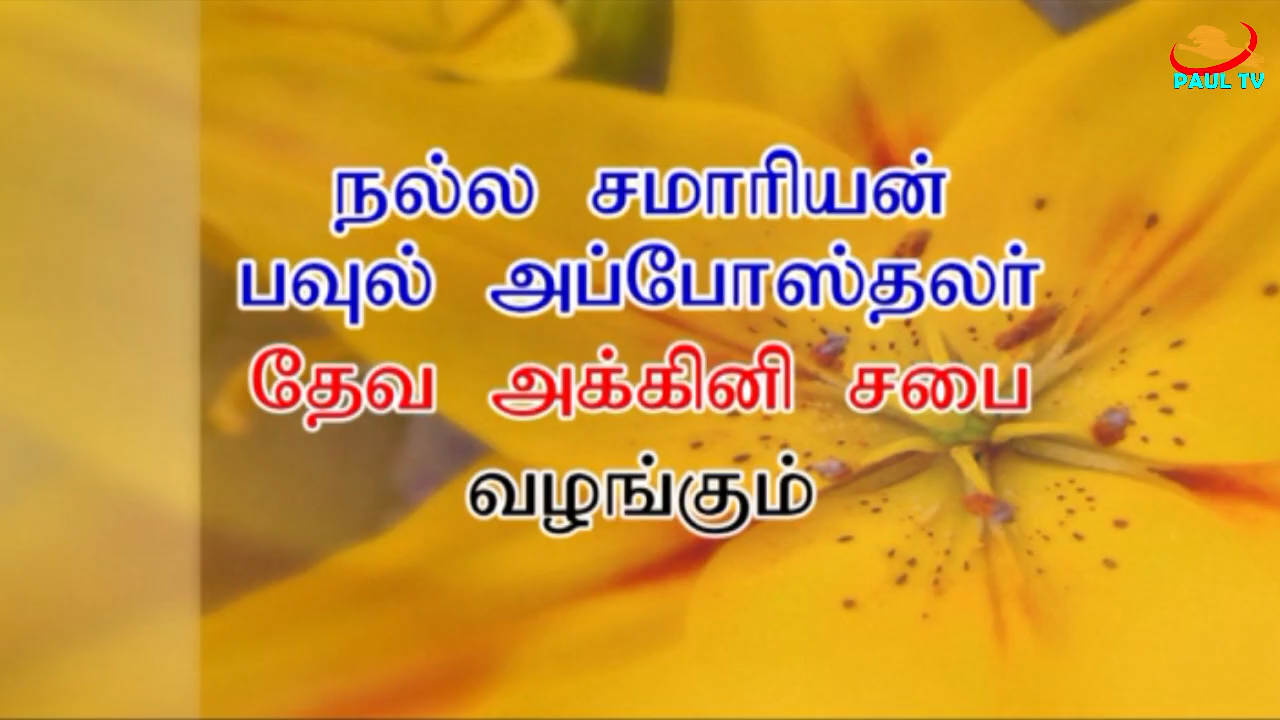 PAUL TV
நல்ல சமாரியன்
பவுல் அப்போஸ்தலர்
தேவ அக்கினி சபை
வழங்கும்